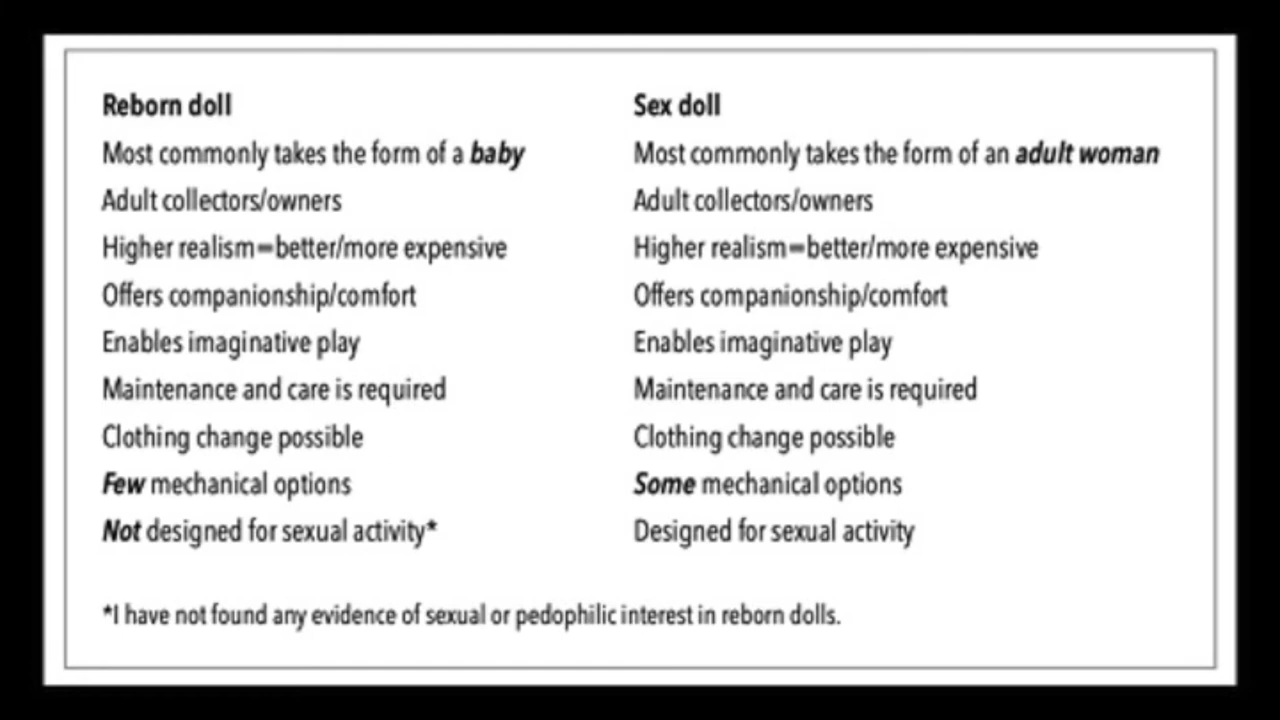 Reborn doll
Most commonly takes the form of a baby
Adult collectors/owners
Higher realism=better/more expensive
Offers companionship/comfort
Enables imaginative play
Maintenance and care is required
Clothing change possible
Few mechanical options
Not designed for sexual activity*
Sex doll
Most commonly takes the form of an adult woman
Adult collectors/owners
Higher realism=better/more expensive
Offers companionship/comfort
Enables imaginative play
Maintenance and care is required
Clothing change possible
Some mechanical options
Designed for sexual activity
*I have not found any evidence of sexual or pedophilic interest in reborn dolls.